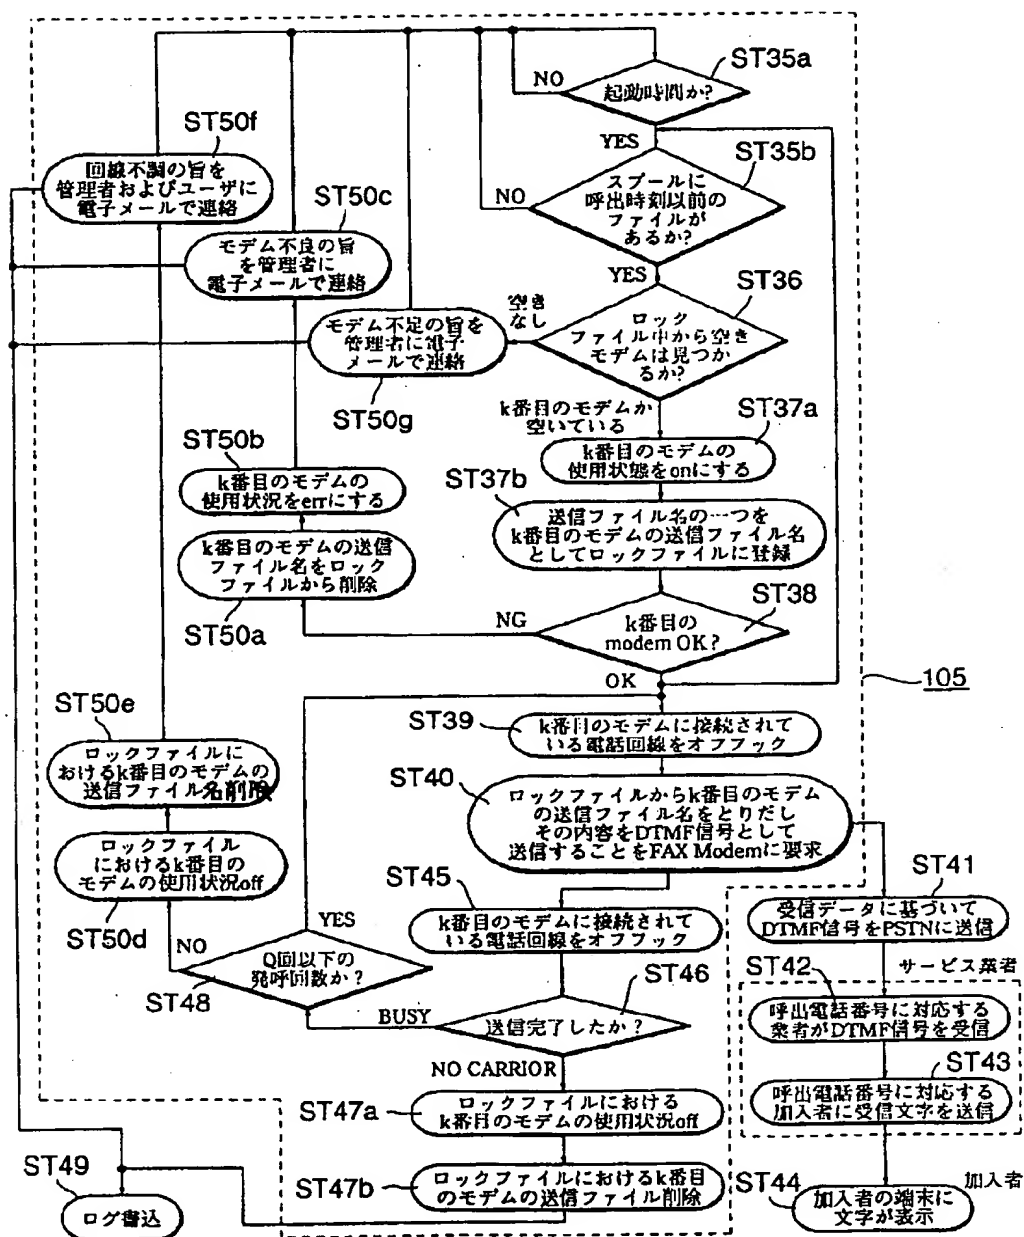 ST35a
NO
起動時間か?
YES
ST35b
スプールに
呼出時刻以前の
ファイルが
あるか?
NO
YES
ST50f
回線不調の旨を
管理者およびユーザに
電子メールで連絡
ST50c
モデム不良の旨
を管理者に
電子メールで連絡
ST36
空き
なし
ロック
ファイル中から空き
モデムは見つか
るか?
モデム不足の旨を
管理者に電子
メールで連絡
ST50g
k番目のモデムが
空いている
ST37a
k番目のモデムの
使用状態をonにする
ST50b
k番目のモデムの
使用状況をerrにする
ST37b
送信ファイル名の一つを
k番目のモデムの送信ファイル名
としてロックファイルに登録
k番目のモデムの送信
ファイル名をロック
ファイルから削除
ST50a
ST38
NG
k番目の
modem OK?
OK
105
ST50e
ロックファイルに
おけるk番目のモデムの
送信ファイル名削除
ST39
k番目のモデムに接続されて
いる電話回線をオフフック
ST40
ロックファイルからk番目のモデム
の送信ファイル名をとりだし
その内容をDTMF信号として
送信することをFAX Modemに要求
ロックファイル
におけるk番目の
モデムの使用状況off
ST50d
ST45
k番目のモデムに接続されて
いる電話回線をオフフック
ST41
受信データに基づいて
DTMF信号をPSTNに送信
YES
NO
Q回以下の
発呼回数か?
ST48
ST46
BUSY
送信完了したか?
NO CARRIOR
サービス業者
ST42
呼出電話番号に対応する
業者がDTMF信号を受信
ST43
呼出電話番号に対応する
加入者に受信文字を送信
ST47a
ロックファイルにおける
k番目のモデムの使用状況off
ST47b
ロックファイルにおけるk番目
のモデムの送信ファイル削除
ST49
ログ書込
加入者
ST44
加入者の端末に
文字が表示